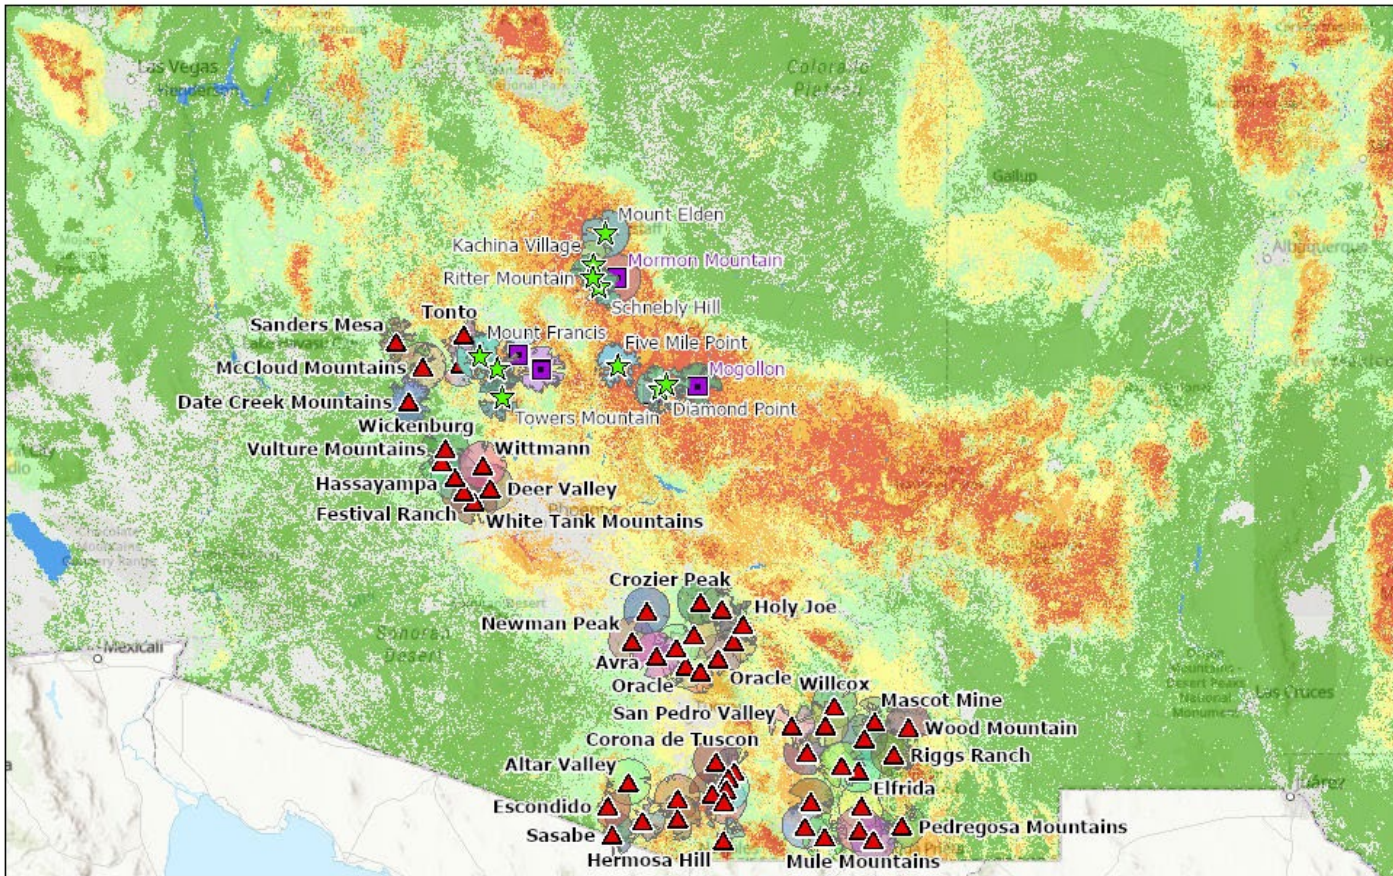 Las Vegas
Henderson
Colorado
Plateau
Gallup
Albuquerque
Mount Elden
Kachina Village
Mormon Mountain
Ritter Mountain
Schnebly Hill
Tonto
Sanders Mesa
Mount Francis
Five Mile Point
McCloud Mountains
Mogollon
Date Creek Mountains
Diamond Point
Towers Mountain
Wickenburg
Vulture Mountains
Wittmann
Hassayampa
Deer Valley
Festival Ranch
White Tank Mountains
Crozier Peak
Holy Joe
Newman Peak
Sonoran
Desert
Mexicali
Avra
Oracle
Oracle
Willcox
Las Cruces
San Pedro Valley
Mascot Mine
Wood Mountain
Corona de Tuscon
Riggs Ranch
Altar Valley
Juárez
Elfrida
Escondido
Pedregosa Mountains
Sasabe
Hermosa Hill
Mule Mountains